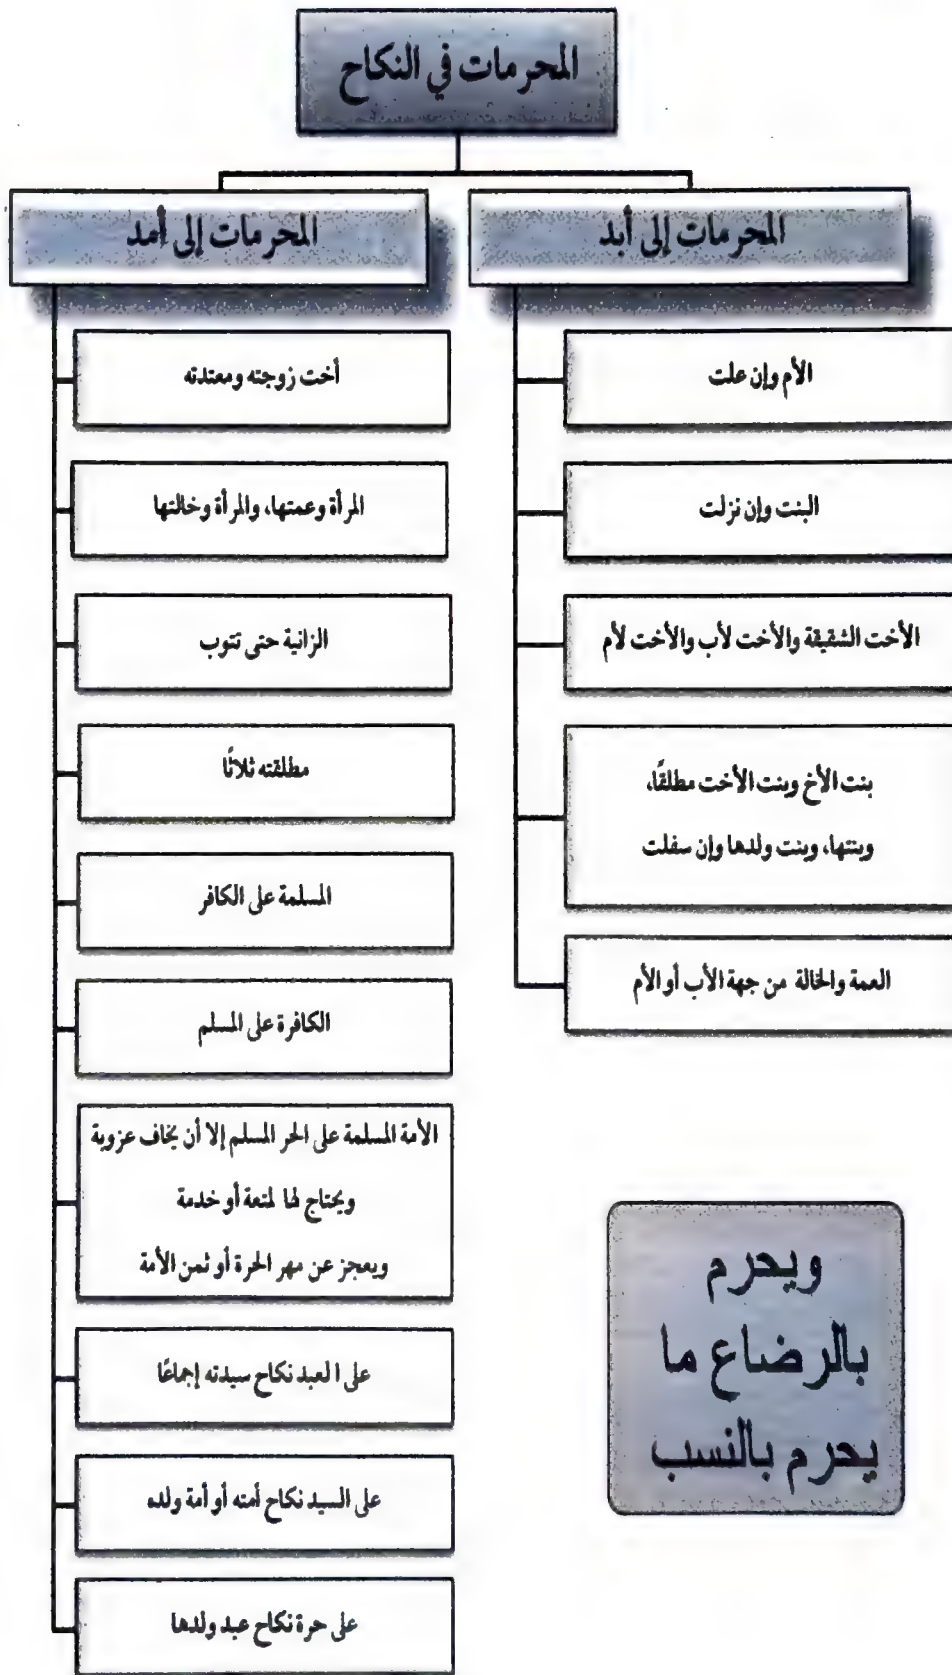 المحرمات في النكاح
المحرمات إلى أبد
الأم وإن علت
البنت وإن نزلت
الأخت الشقيقة والأخت لأب والأخت لأم
بنت الأخ وبنت الأخت مطلقًا،
وبنتها، وبنت ولدها وإن سفلت
العمة والخالة من جهة الأب أو الأم
المحرمات إلى أمد
أخت زوجته ومعتدته
المرأة وعمتها، والمرأة وخالتها
الزانية حتى تتوب
مطلقته ثلاثًا
المسلمة على الكافر
الكافرة على المسلم
الأمة المسلمة على الحر المسلم إلا أن يخاف عزوبة
ويحتاج لها لمتعة أو خدمة
ويعجز عن مهر الحرة أو ثمن الأمة
على العبد نكاح سيدته إجماعًا
على السيد نكاح أمته أو أمة ولده
على حرة نكاح عبد ولدها
ويحرم
بالرضاع ما
يحرم بالنسب